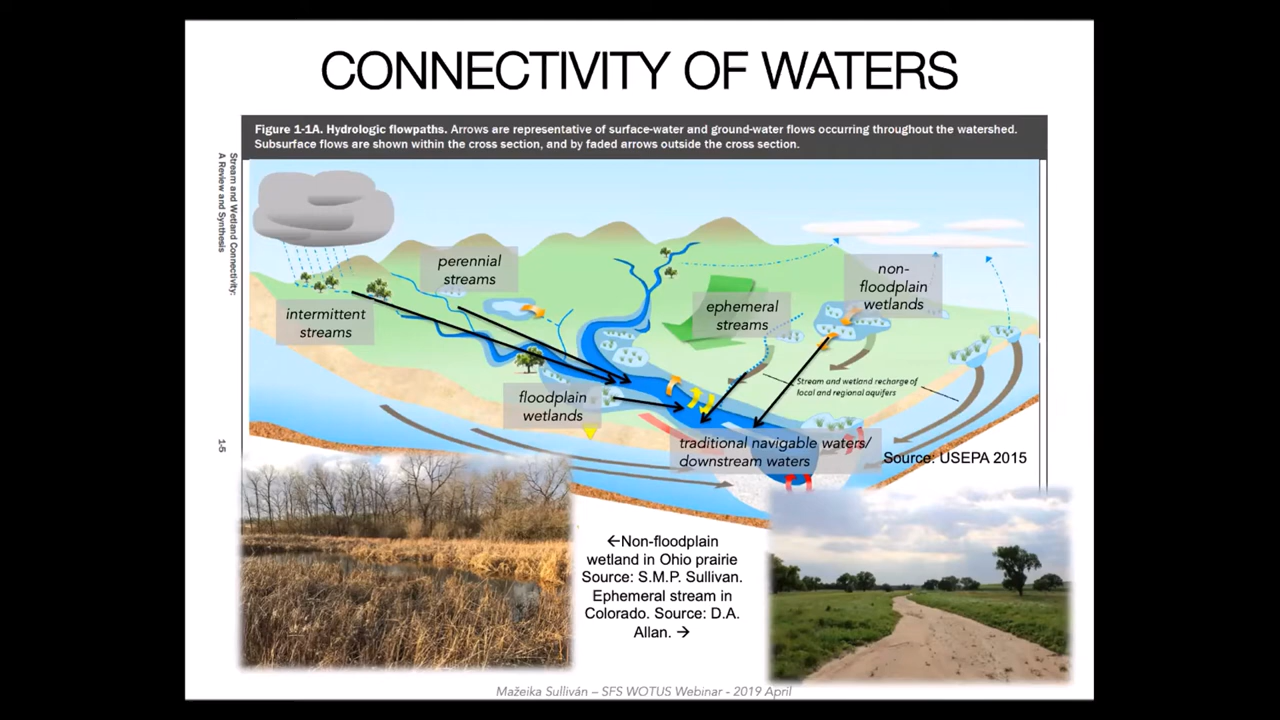 CONNECTIVITY OF WATERS
Figure 1-1A. Hydrologic flowpaths. Arrows are representative of surface-water and ground-water flows occurring throughout the watershed.
Subsurface flows are shown within the cross section, and by faded arrows outside the cross section.
Stream and Wetland Connectivity:
A Review and Synthesis
1-5
perennial
streams
non-
floodplain
wetlands
intermittent
streams
ephemeral
streams
Stream and wetland recharge of
local and regional aquifers
floodplain
wetlands
traditional navigable waters/
downstream waters
Source: USEPA 2015
←Non-floodplain
wetland in Ohio prairie
Source: S.M.P. Sullivan.
Ephemeral stream in
Colorado. Source: D.A.
Allan. →
Mažeika Sulliván – SFS WOTUS Webinar - 2019 April